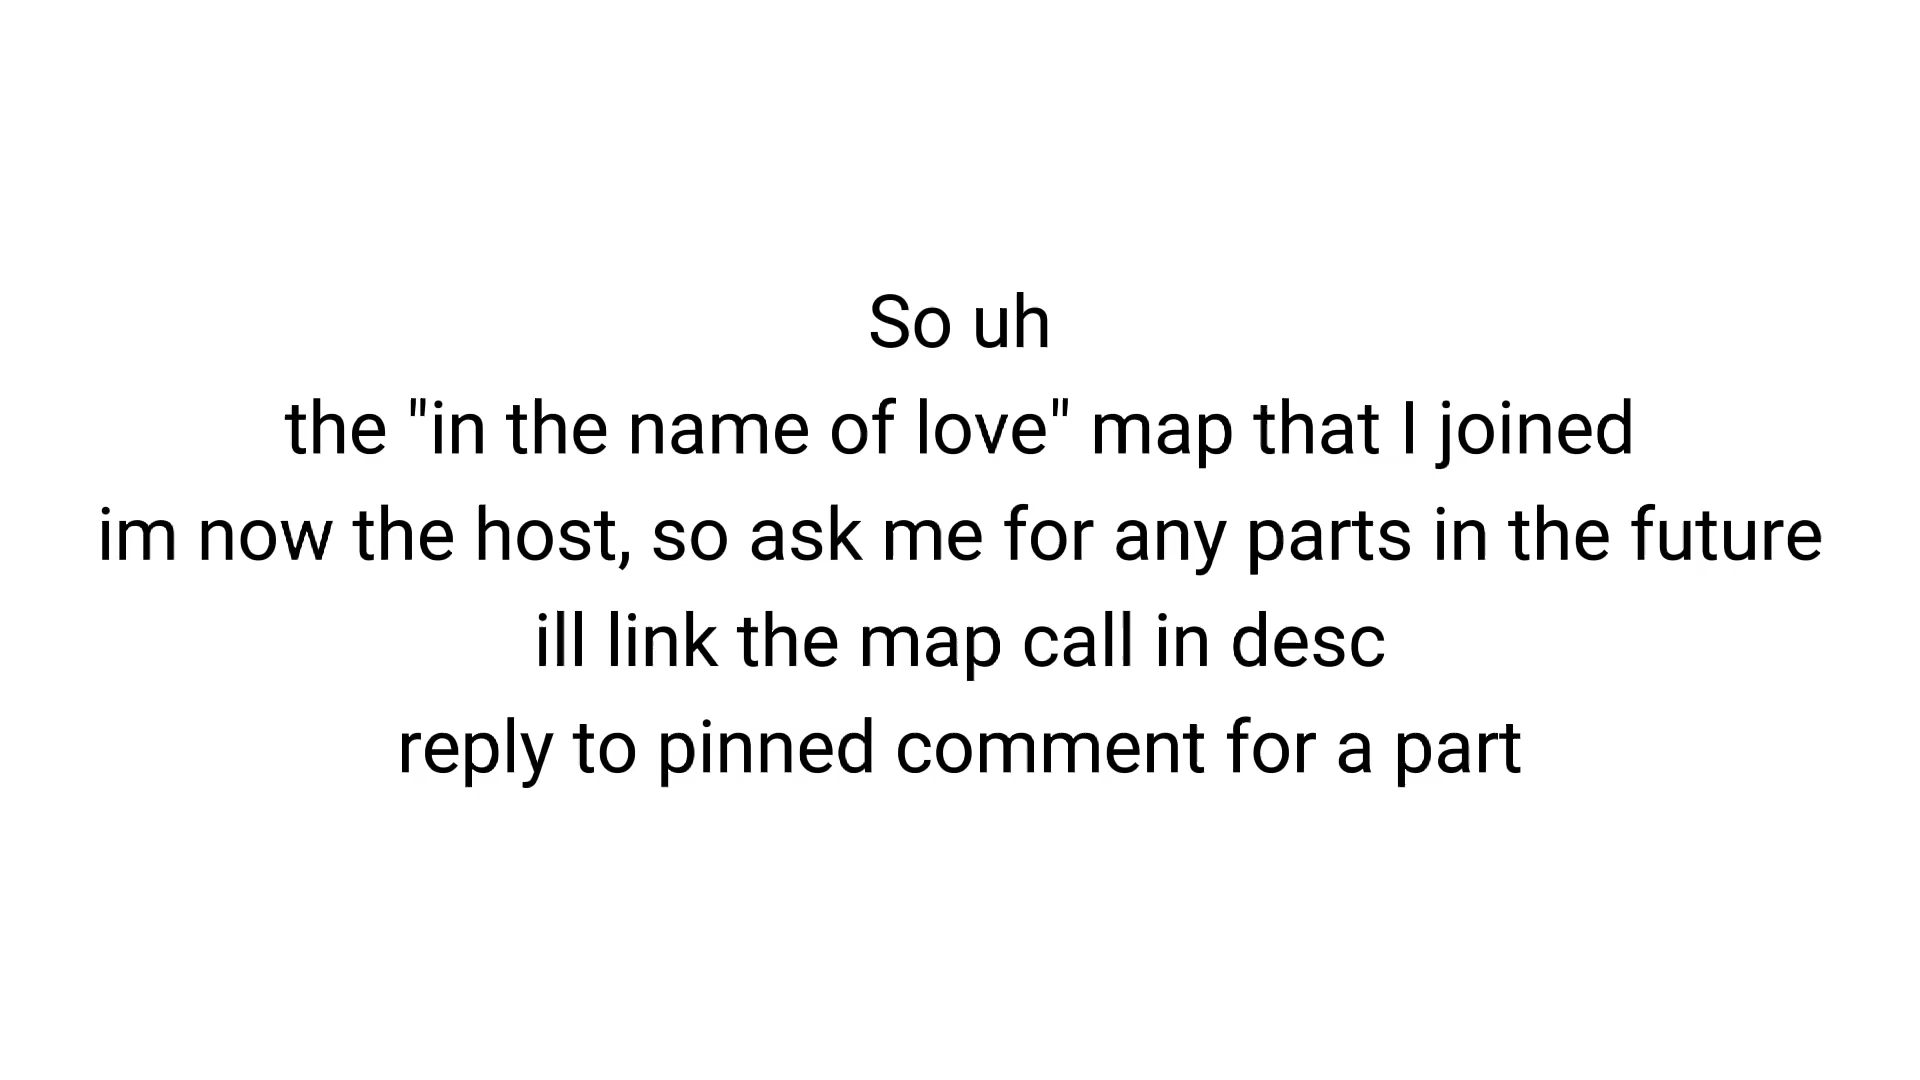 So uh
the "in the name of love" map that I joined
im now the host, so ask me for any parts in the future
ill link the map call in desc
reply to pinned comment for a part